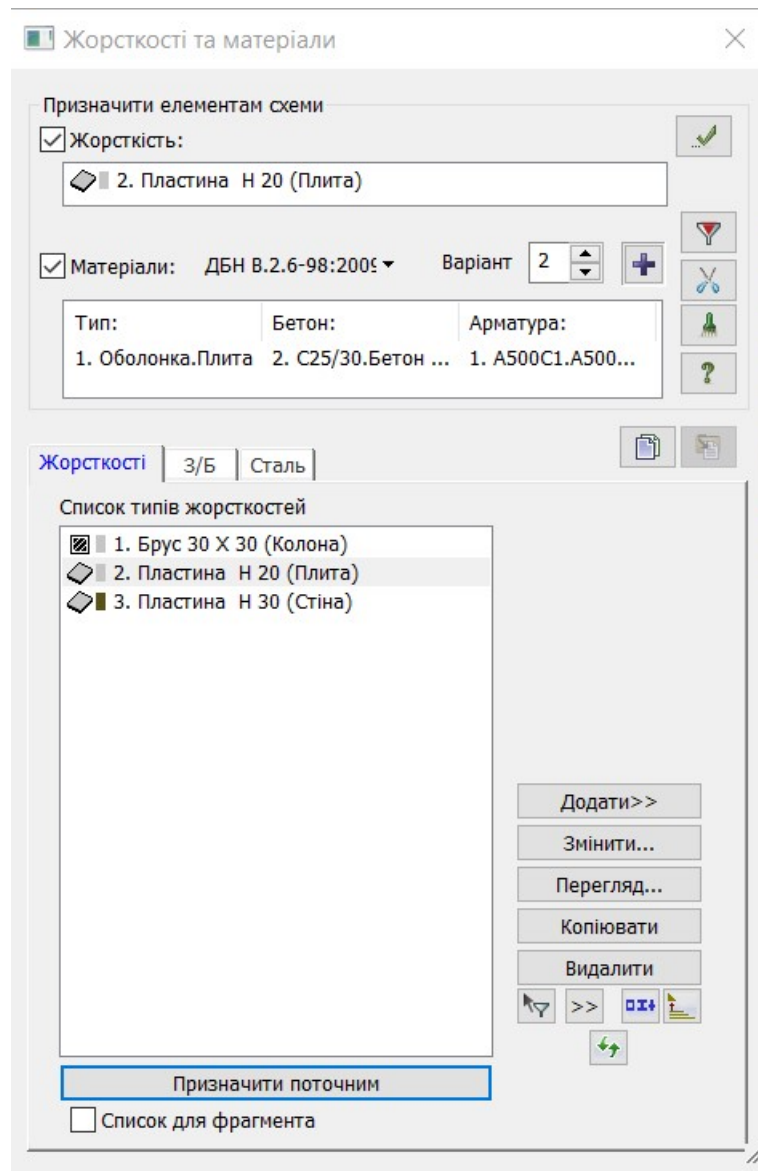 Жорсткості та матеріали
Призначити елементам схеми
Жорсткість:
2. Пластина Н 20 (Плита)
Матеріали: ДБН В.2.6-98:2009 Варіант 2
Тип: Бетон: Арматура:
1. Оболонка.Плита 2. С25/30.Бетон ... 1. А500С1.А500...
Жорсткості З/Б Сталь
Список типів жорсткостей
1. Брус 30 X 30 (Колона)
2. Пластина Н 20 (Плита)
3. Пластина Н 30 (Стіна)
Додати>>
Змінити...
Перегляд...
Копіювати
Видалити
>>
Призначити поточним
Список для фрагмента